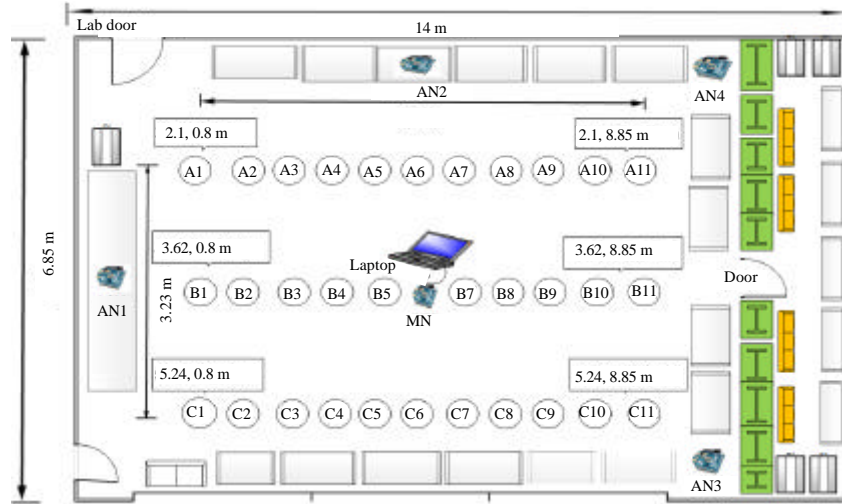 Lab door
14 m
AN2
AN4
2.1, 0.8 m
2.1, 8.85 m
A1 A2 A3 A4 A5 A6 A7 A8 A9 A10 A11
6.85 m
3.62, 0.8 m
3.62, 8.85 m
Laptop
Door
AN1
3.23 m
B1 B2 B3 B4 B5 B7 B8 B9 B10 B11
MN
5.24, 0.8 m
5.24, 8.85 m
C1 C2 C3 C4 C5 C6 C7 C8 C9 C10 C11
AN3